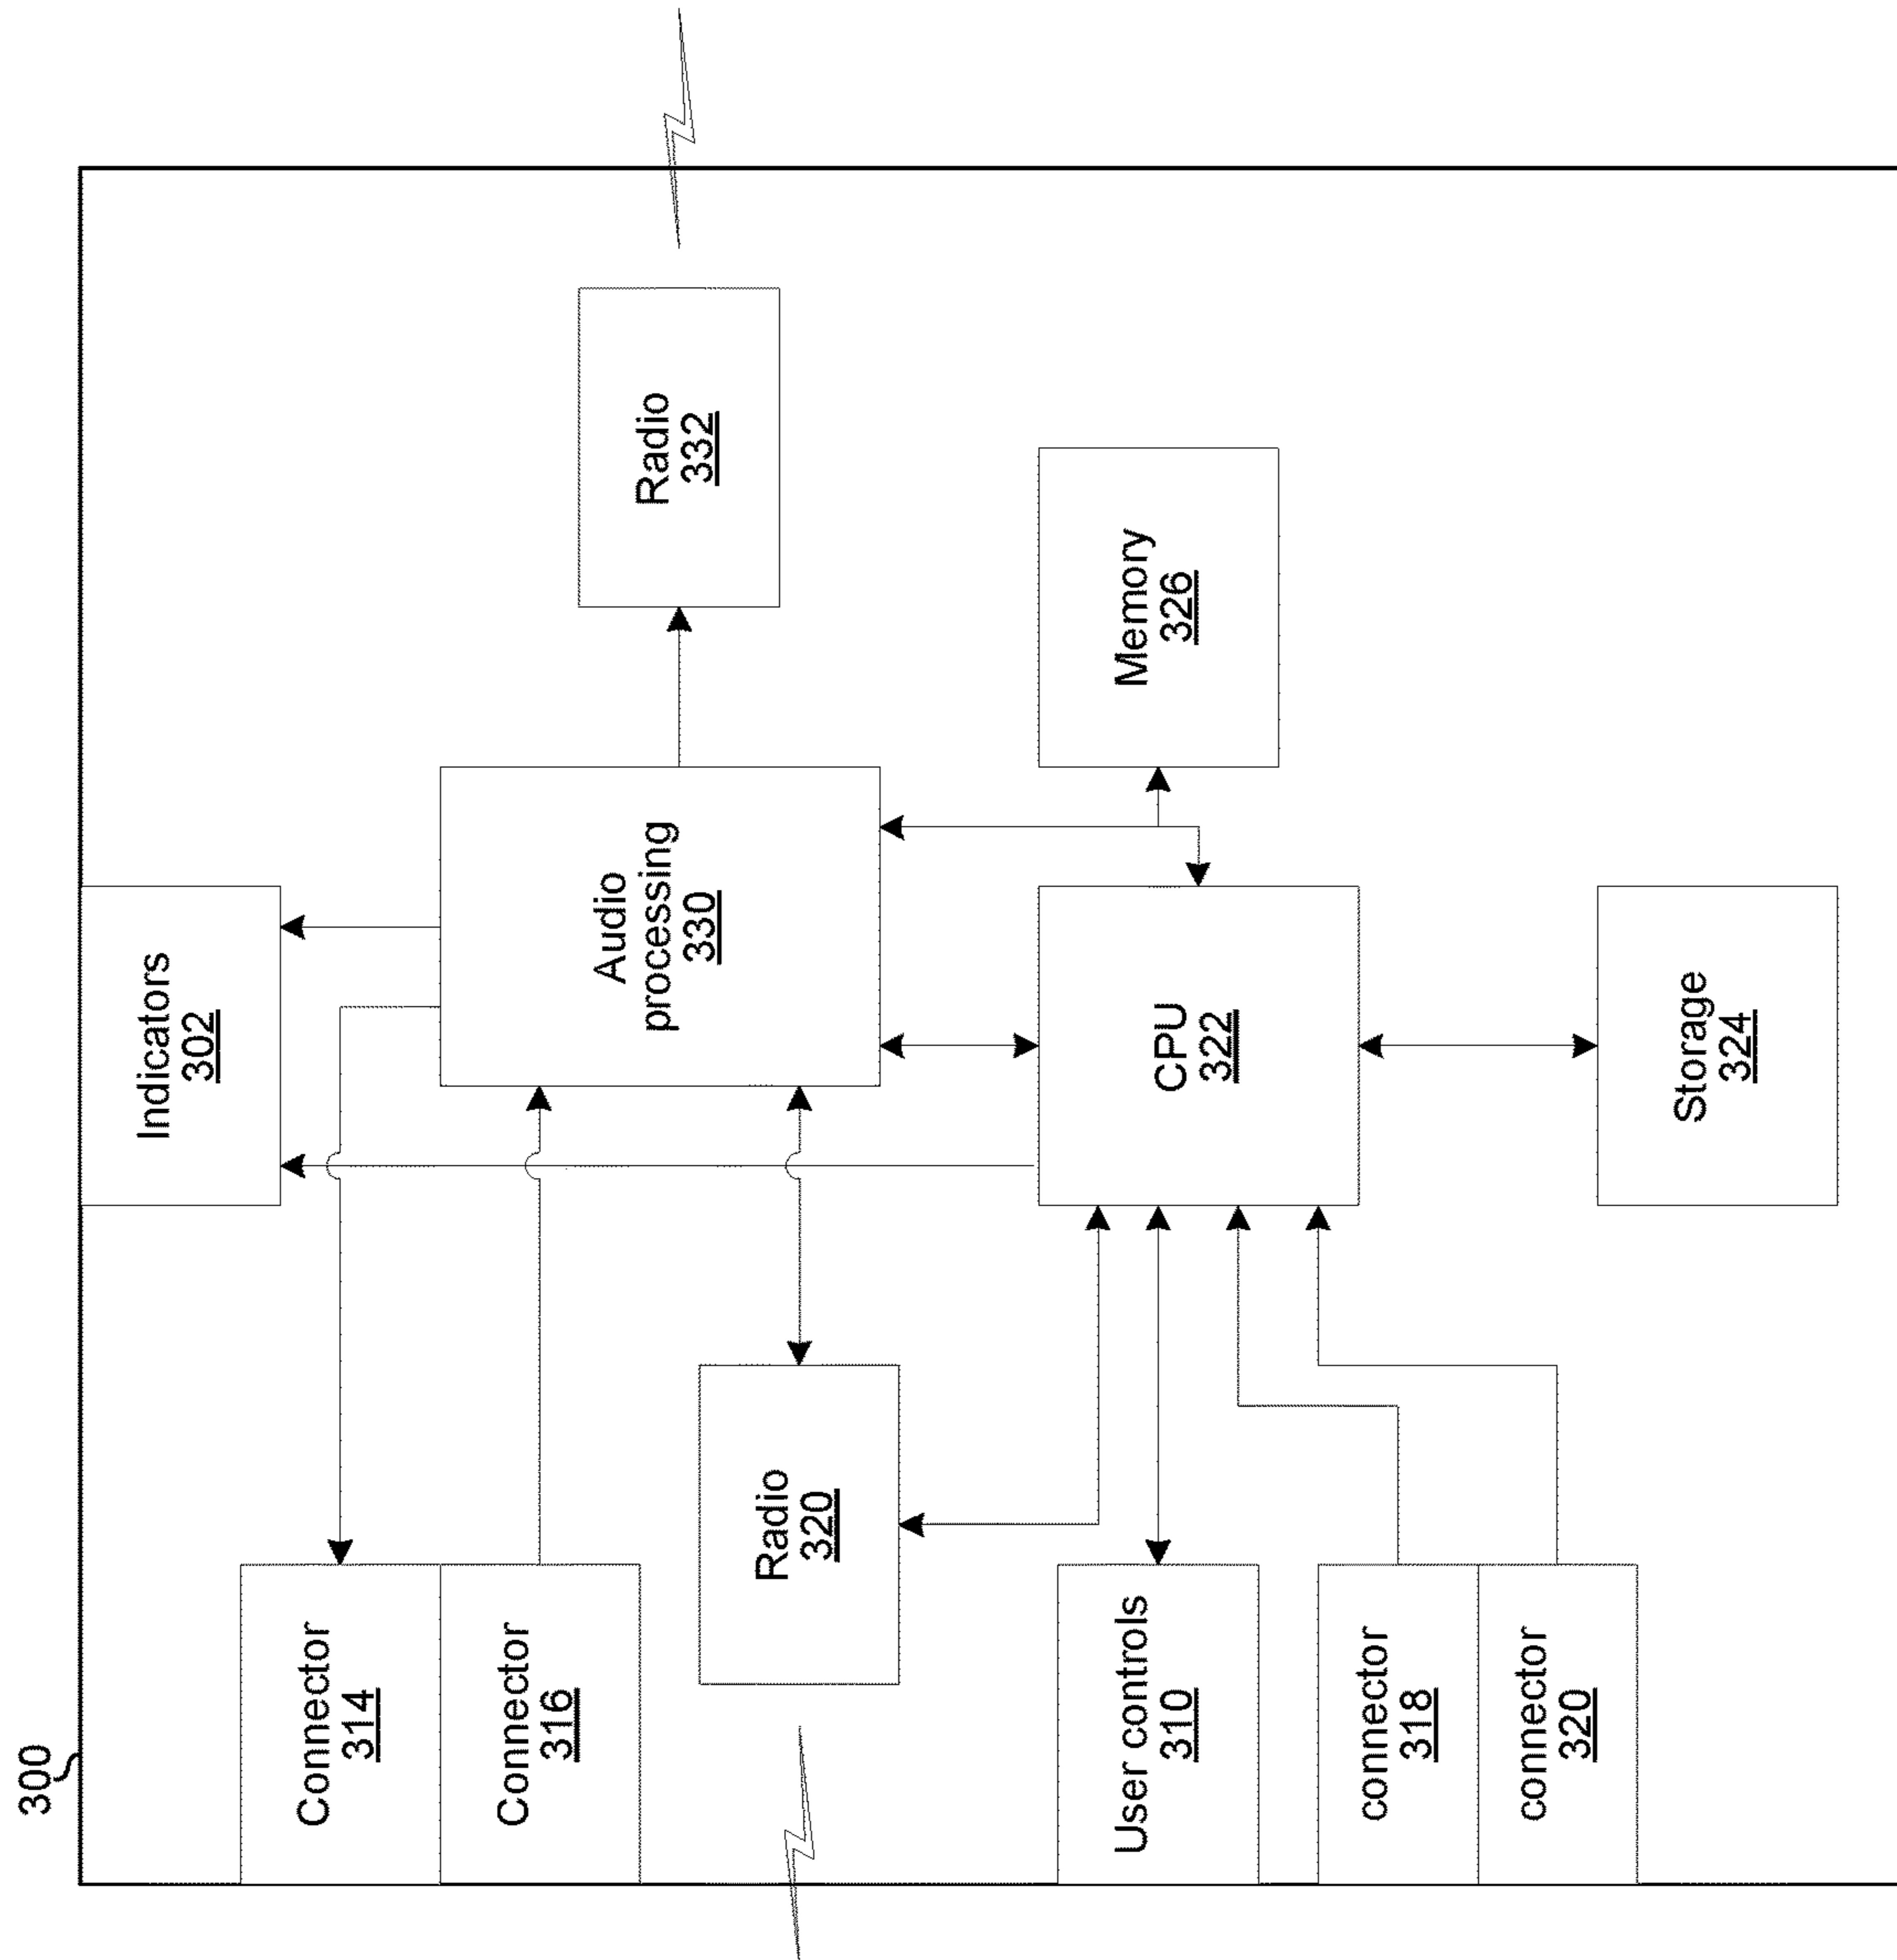 300
Indicators
302
Connector
314
Connector
316
Audio
processing
330
Radio
332
Radio
320
User controls
310
CPU
322
Memory
326
connector
318
connector
320
Storage
324